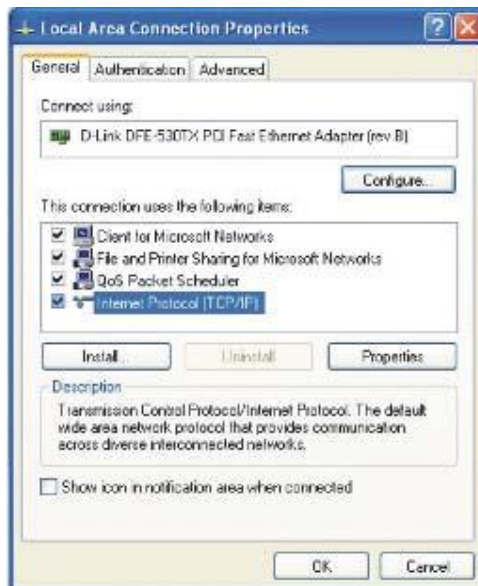 Local Area Connection Properties
General Authentication Advanced
Connect using:
D-Link DFE-530TX PCI Fast Ethernet Adapter (rev B)
Configure...
This connection uses the following items:
Client for Microsoft Networks
File and Printer Sharing for Microsoft Networks
QoS Packet Scheduler
Internet Protocol (TCP/IP)
Install... Uninstall Properties
Description
Transmission Control Protocol/Internet Protocol. The default
wide area network protocol that provides communication
across diverse interconnected networks.
Show icon in notification area when connected
OK Cancel